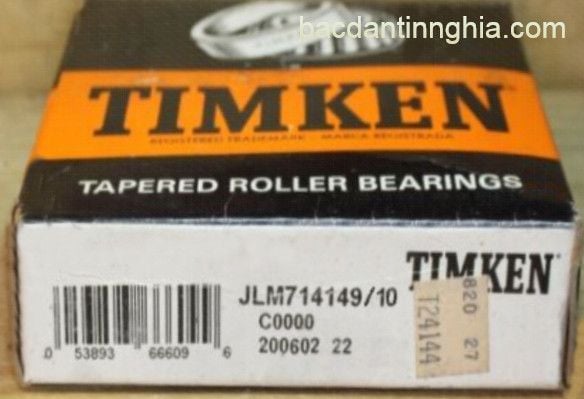 bacdantinnghia.com
TIMKEN
REGISTERED TRADEMARK MARCA REGISTRADA
TAPERED ROLLER BEARINGS
TIMKEN
JLM714149/10
C0000
200602 22
0 53893 66609 6
820 27
T24144